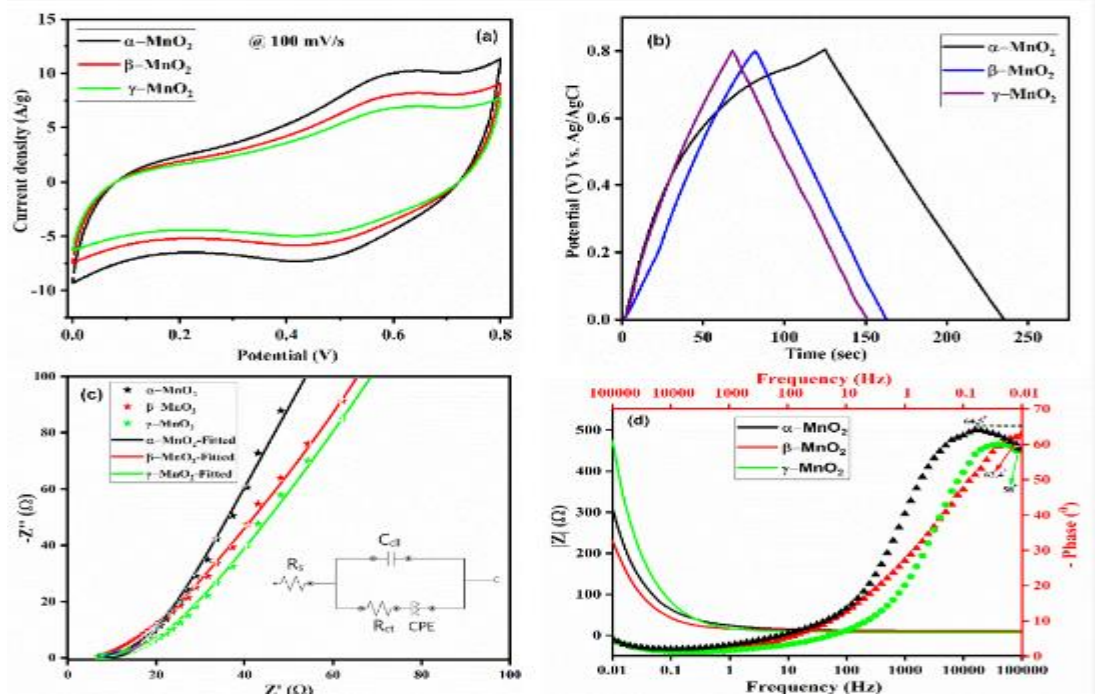 15
10
5
0
-5
-10
α−MnO₂
β−MnO₂
γ−MnO₂
@ 100 mV/s
(a)
Current density (A/g)
0.0
0.2
0.4
0.6
0.8
Potential (V)
(b)
α−MnO₂
β−MnO₂
γ−MnO₂
0.8
0.6
0.4
0.2
0.0
Potential (V) Vs. Ag/AgCl
0
50
100
150
200
250
Time (sec)
(c)
α−MnO₂
β−MnO₂
γ−MnO₂
α−MnO₂-Fitted
β−MnO₂-Fitted
γ−MnO₂-Fitted
100
80
60
40
20
0
-Z'' (Ω)
Rs
Cdl
Rct
CPE
0
20
40
60
80
100
Z' (Ω)
Frequency (Hz)
100000
10000
100
1
0.1
0.01
(d)
α−MnO₂
β−MnO₂
γ−MnO₂
500
400
300
200
100
0
|Z| (Ω)
70
60
50
40
30
20
10
0
- Phase (⁰)
0.01
0.1
1
100
1000
10000
100000
Frequency (Hz)